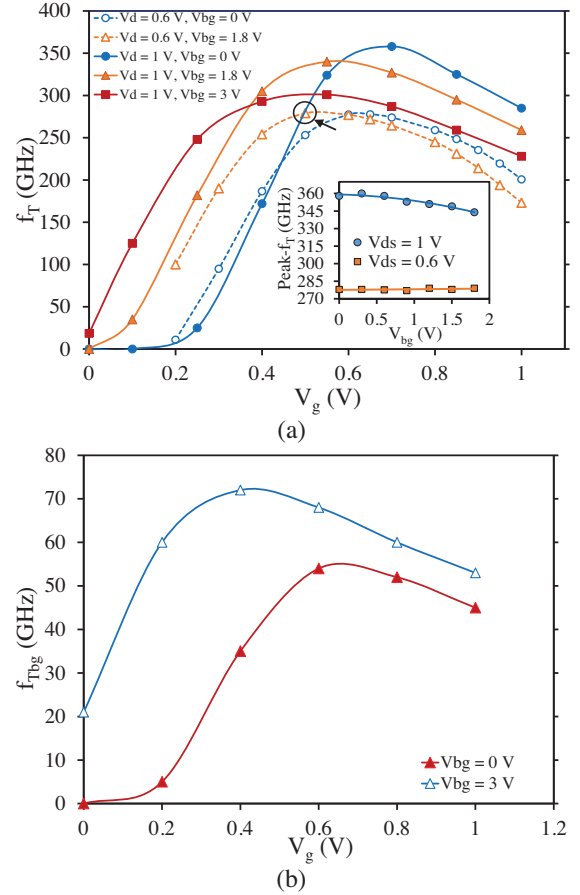 400
350
300
250
200
150
100
50
0
f_T (GHz)
Vd = 0.6 V, Vbg = 0 V
Vd = 0.6 V, Vbg = 1.8 V
Vd = 1 V, Vbg = 0 V
Vd = 1 V, Vbg = 1.8 V
Vd = 1 V, Vbg = 3 V
Peak-f_T (GHz)
360
345
330
315
300
285
270
Vds = 1 V
Vds = 0.6 V
0 1 2
V_bg (V)
0 0.2 0.4 0.6 0.8 1
V_g (V)
(a)
80
70
60
50
40
30
20
10
0
f_Tbg (GHz)
Vbg = 0 V
Vbg = 3 V
0 0.2 0.4 0.6 0.8 1 1.2
V_g (V)
(b)